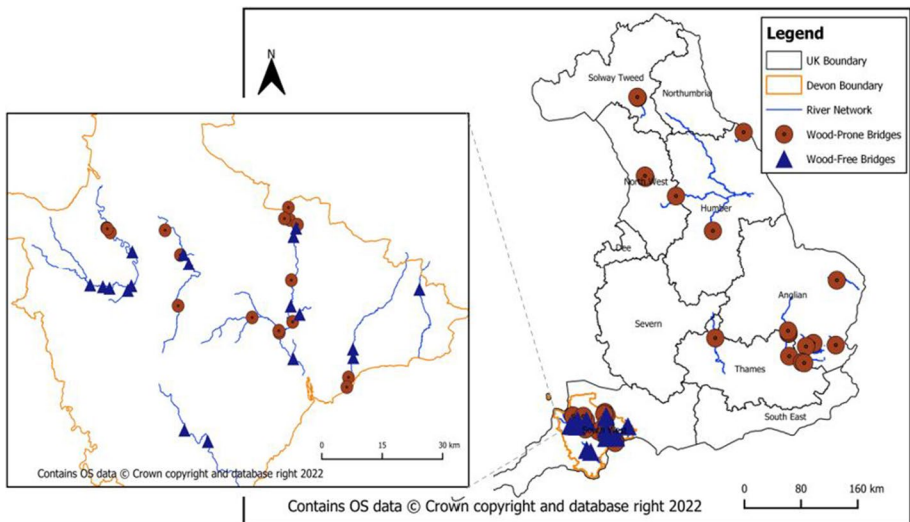 N
Legend
UK Boundary
Devon Boundary
River Network
Wood-Prone Bridges
Wood-Free Bridges
Solway Tweed
Northumbria
North West
Humber
Dee
Anglian
Severn
Thames
South East
0 15 30 km
Contains OS data © Crown copyright and database right 2022
0 80 160 km
Contains OS data © Crown copyright and database right 2022